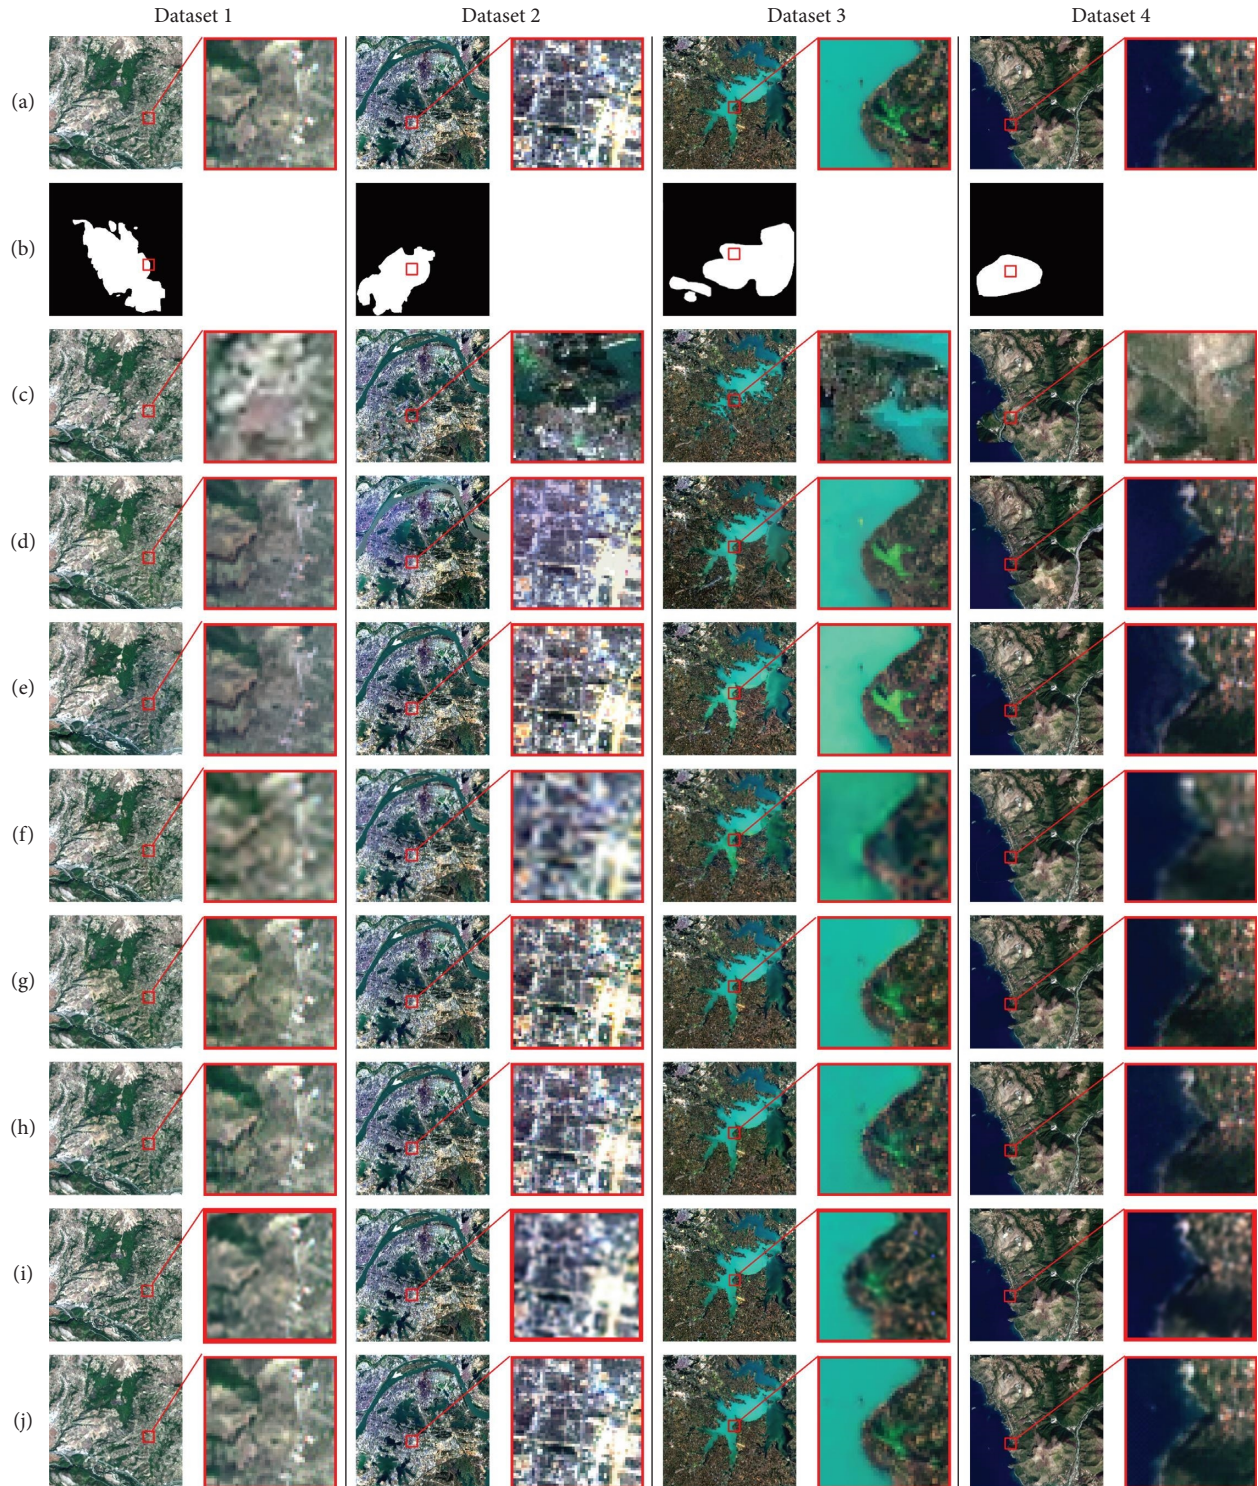 Dataset 1 Dataset 2 Dataset 3 Dataset 4
(a)
(b)
(c)
(d)
(e)
(f)
(g)
(h)
(i)
(j)